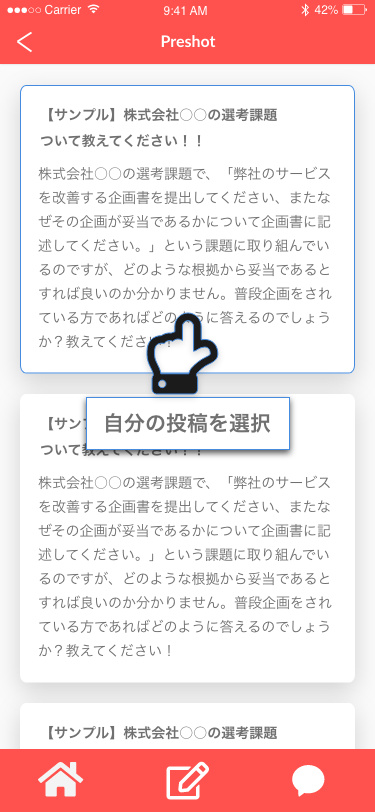 Carrier
9:41 AM
42%
Preshot
【サンプル】株式会社○○の選考課題
ついて教えてください！！
株式会社○○の選考課題で、「弊社のサービス
を改善する企画書を提出してください、またな
ぜその企画が妥当であるかについて企画書に記
述してください。」という課題に取り組んでい
るのですが、どのような根拠から妥当であると
すれば良いのか分かりません。普段企画をされ
ている方であればどのように答えるのでしょう
か？教えてください！
自分の投稿を選択
【サン
ついて教えてください！！
株式会社○○の選考課題で、「弊社のサービス
を改善する企画書を提出してください、またな
ぜその企画が妥当であるかについて企画書に記
述してください。」という課題に取り組んでい
るのですが、どのような根拠から妥当であると
すれば良いのか分かりません。普段企画をされ
ている方であればどのように答えるのでしょう
か？教えてください！
【サンプル】株式会社○○の選考課題